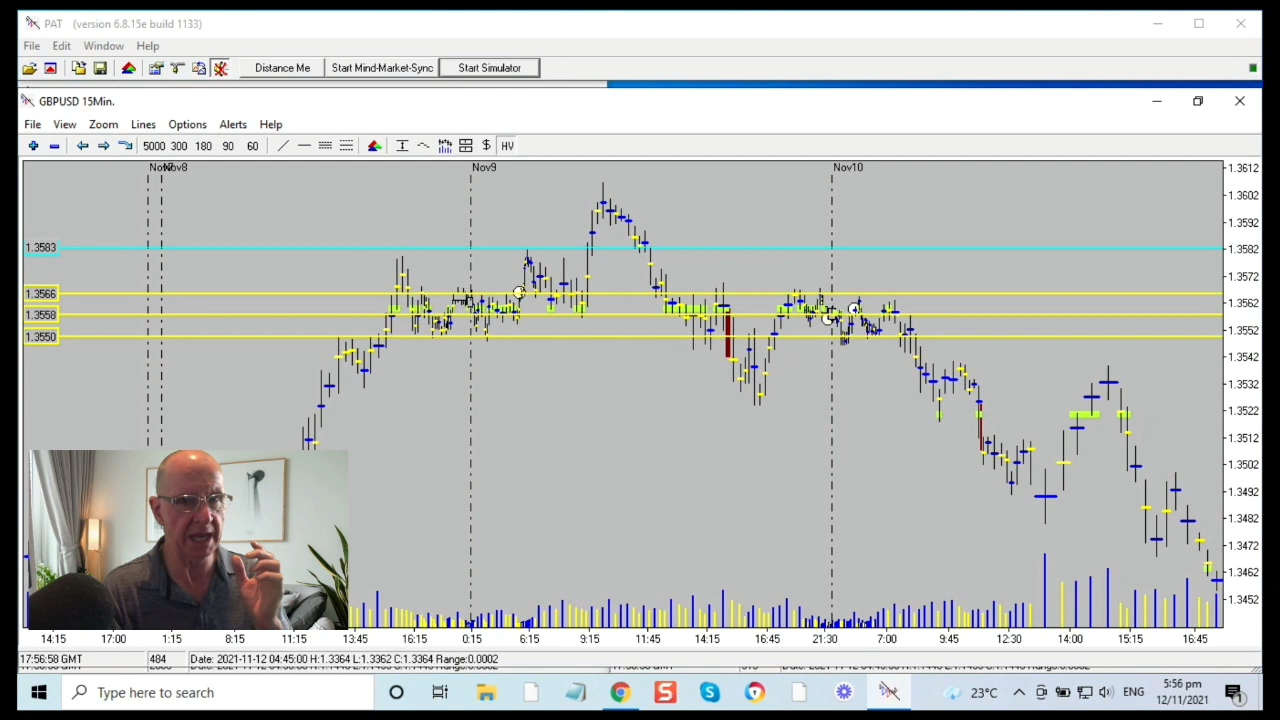 PAT (version 6.8.15e build 1133)
File Edit Window Help
Distance Me Start Mind-Market-Sync Start Simulator
GBPUSD 15Min.
File View Zoom Lines Options Alerts Help
5000 300 180 90 60 $ HV
Nov8 Nov9 Nov10
1.3612
1.3602
1.3592
1.3583
1.3582
1.3572
1.3566
1.3562
1.3558
1.3552
1.3550
1.3542
1.3532
1.3522
1.3512
1.3502
1.3492
1.3482
1.3472
1.3462
1.3452
14:15 17:00 1:15 8:15 11:15 13:45 16:15 0:15 6:15 9:15 11:45 14:15 16:45 21:30 7:00 9:45 12:30 14:00 15:15 16:45
17:56:58 GMT 484 Date: 2021-11-12 04:45:00 H:1.3364 L:1.3362 C:1.3364 Range:0.0002
Type here to search S 23°C ENG 5:56 pm
12/11/2021 1